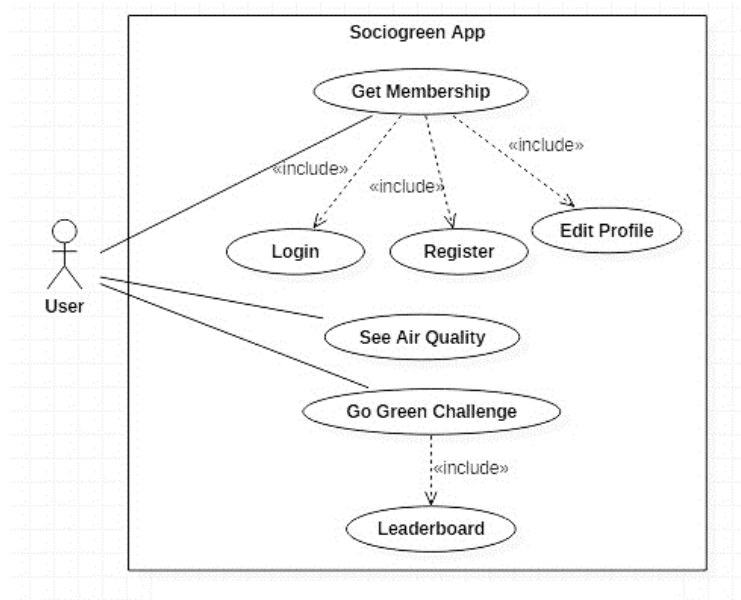 Sociogreen App
Get Membership
«include»
«include»
«include»
Login
Register
Edit Profile
User
See Air Quality
Go Green Challenge
«include»
Leaderboard